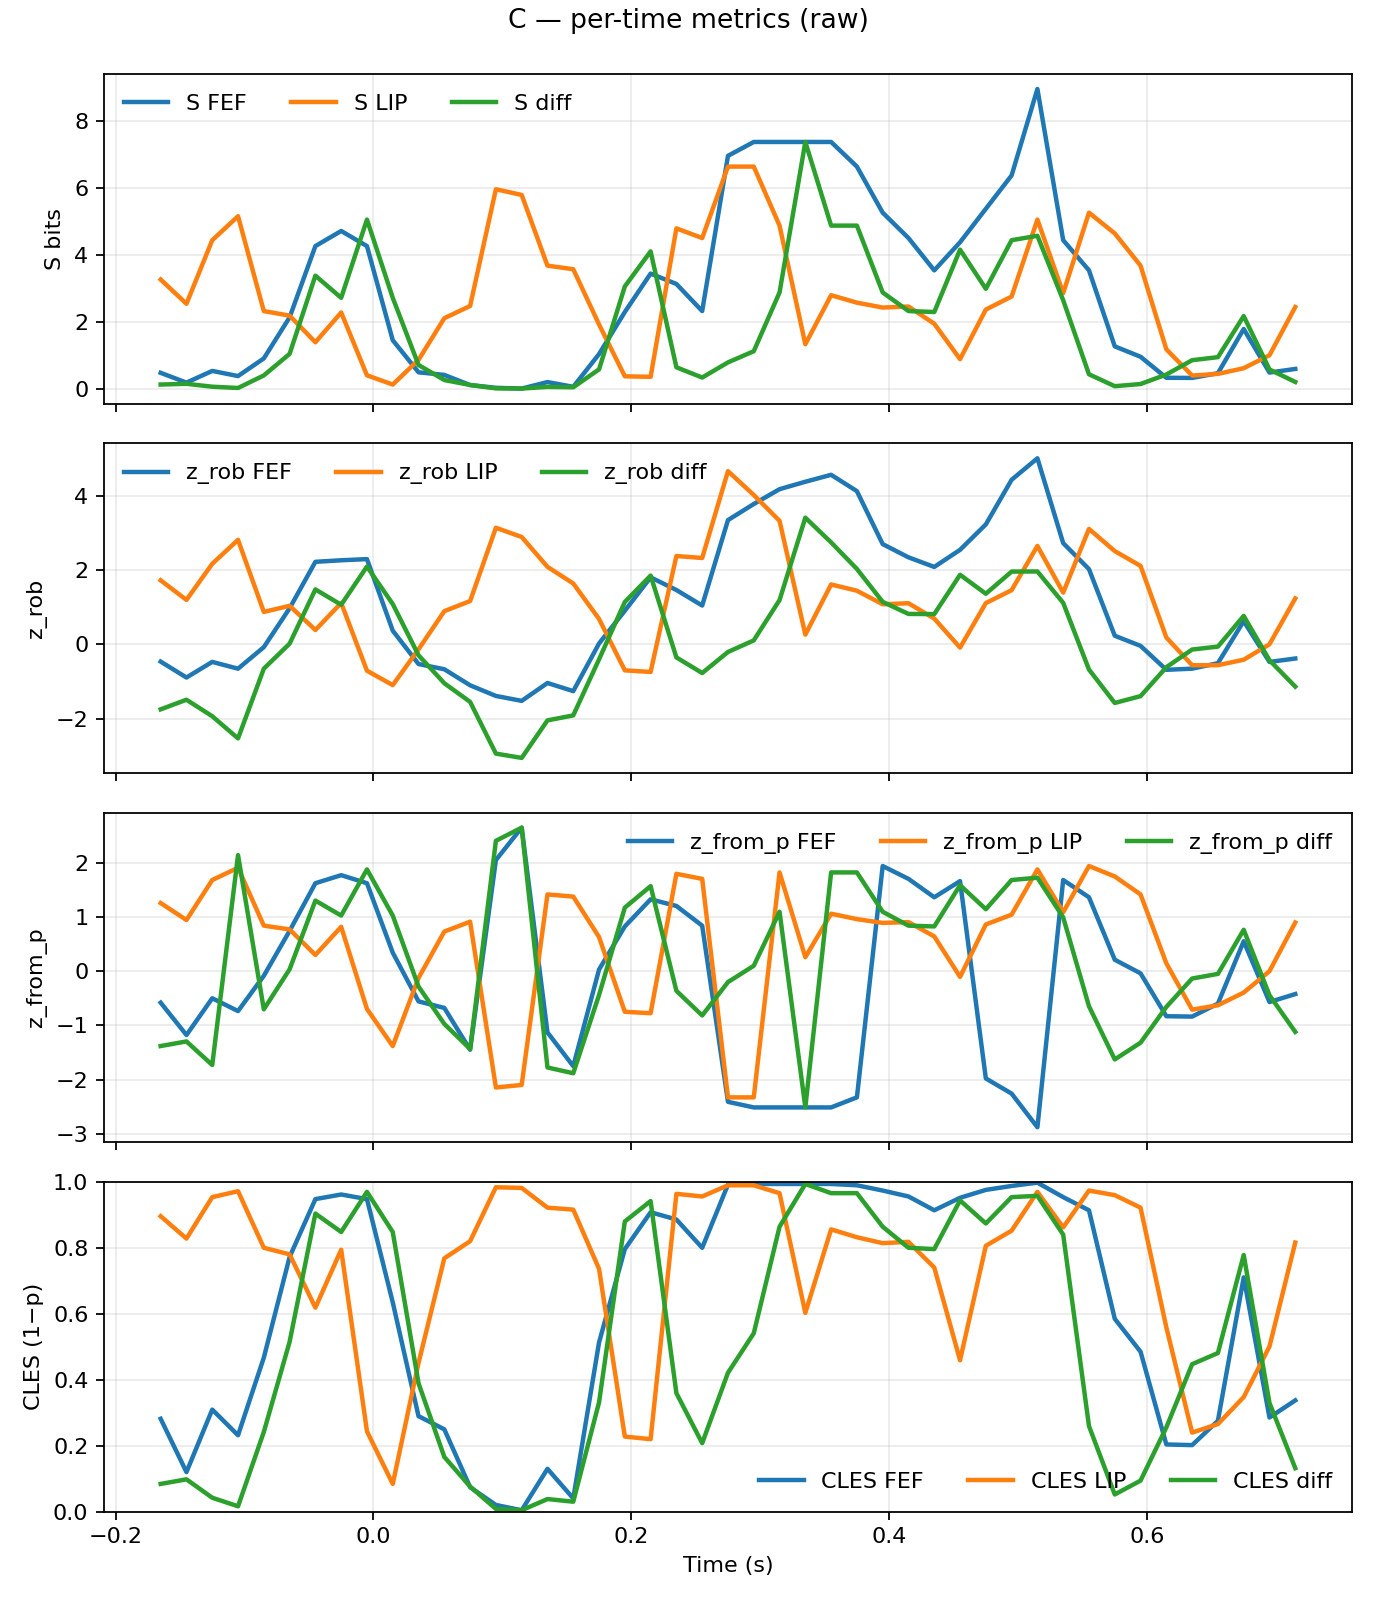 C — per-time metrics (raw)
S FEF S LIP S diff
8
6
4
2
0
S bits
z_rob FEF z_rob LIP z_rob diff
4
2
0
−2
z_rob
z_from_p FEF z_from_p LIP z_from_p diff
2
1
0
−1
−2
−3
z_from_p
1.0
0.8
0.6
0.4
0.2
0.0
CLES (1−p)
CLES FEF CLES LIP CLES diff
−0.2 0.0 0.2 0.4 0.6
Time (s)